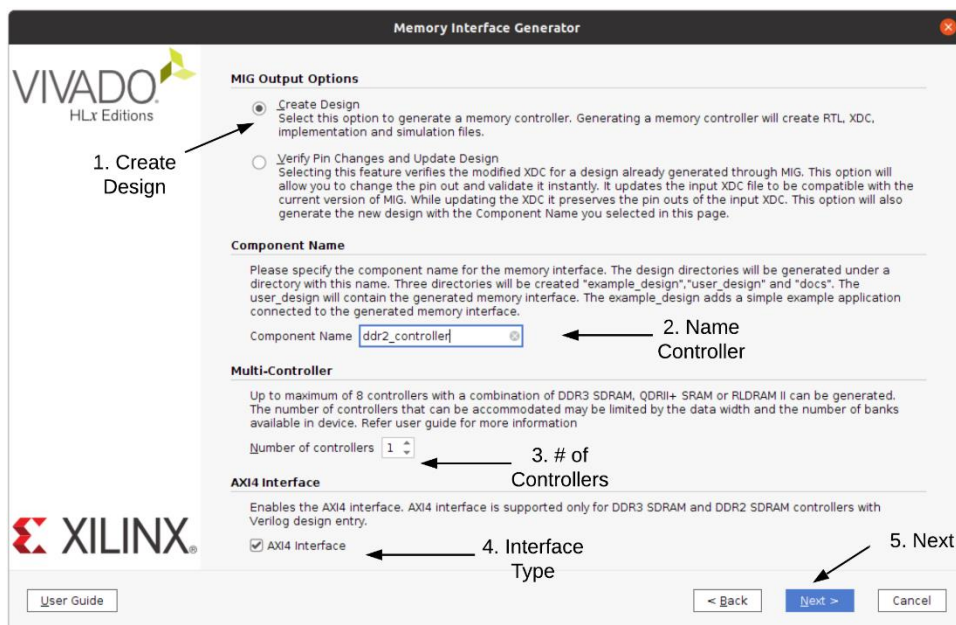 Memory Interface Generator
VIVADO.
HLx Editions
MIG Output Options
Create Design
Select this option to generate a memory controller. Generating a memory controller will create RTL, XDC,
implementation and simulation files.
1. Create
Design
Verify Pin Changes and Update Design
Selecting this feature verifies the modified XDC for a design already generated through MIG. This option will
allow you to change the pin out and validate it instantly. It updates the input XDC file to be compatible with the
current version of MIG. While updating the XDC it preserves the pin outs of the input XDC. This option will also
generate the new design with the Component Name you selected in this page.
Component Name
Please specify the component name for the memory interface. The design directories will be generated under a
directory with this name. Three directories will be created "example_design","user_design" and "docs". The
user_design will contain the generated memory interface. The example_design adds a simple example application
connected to the generated memory interface.
Component Name ddr2_controller
2. Name
Controller
Multi-Controller
Up to maximum of 8 controllers with a combination of DDR3 SDRAM, QDRII+ SRAM or RLDRAM II can be generated.
The number of controllers that can be accommodated may be limited by the data width and the number of banks
available in device. Refer user guide for more information
Number of controllers 1
3. # of
Controllers
AXI4 Interface
Enables the AXI4 interface. AXI4 interface is supported only for DDR3 SDRAM and DDR2 SDRAM controllers with
Verilog design entry.
AXI4 Interface
4. Interface
Type
5. Next
XILINX.
User Guide
< Back
Next >
Cancel